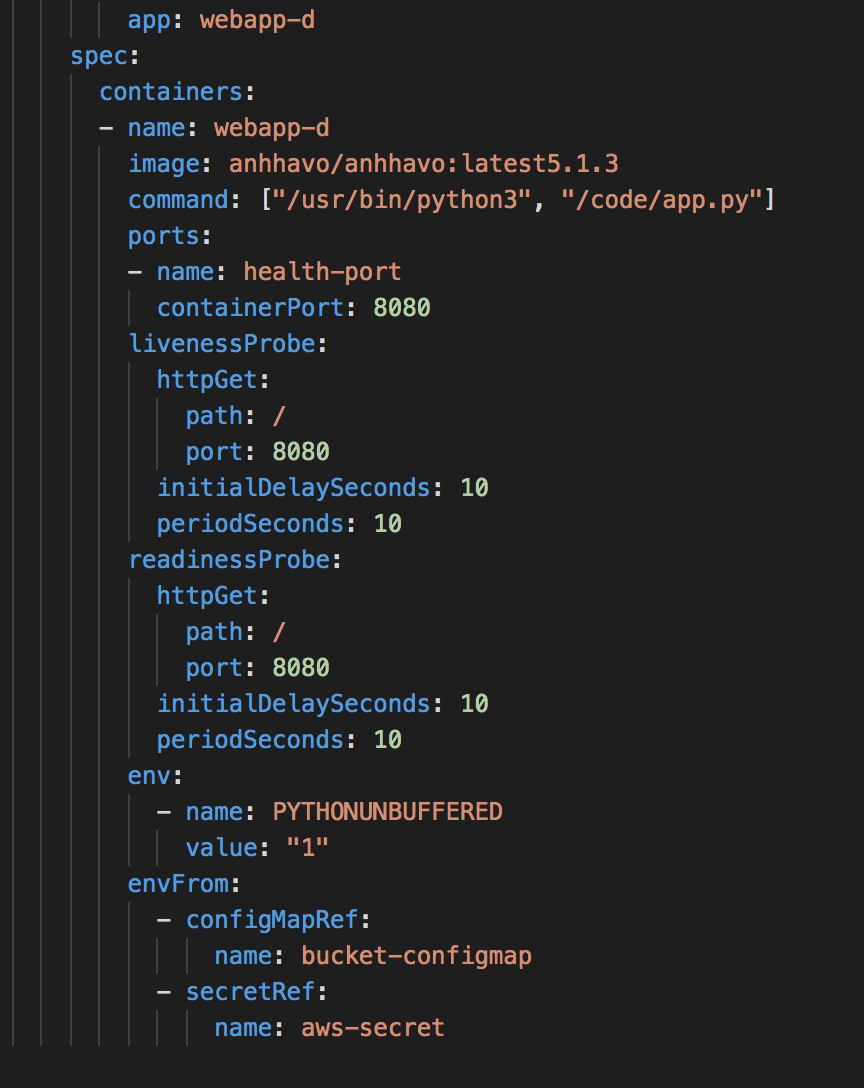 app: webapp-d
spec:
containers:
- name: webapp-d
image: anhhavo/anhhavo:latest5.1.3
command: ["/usr/bin/python3", "/code/app.py"]
ports:
- name: health-port
containerPort: 8080
livenessProbe:
httpGet:
path: /
port: 8080
initialDelaySeconds: 10
periodSeconds: 10
readinessProbe:
httpGet:
path: /
port: 8080
initialDelaySeconds: 10
periodSeconds: 10
env:
- name: PYTHONUNBUFFERED
value: "1"
envFrom:
- configMapRef:
name: bucket-configmap
- secretRef:
name: aws-secret